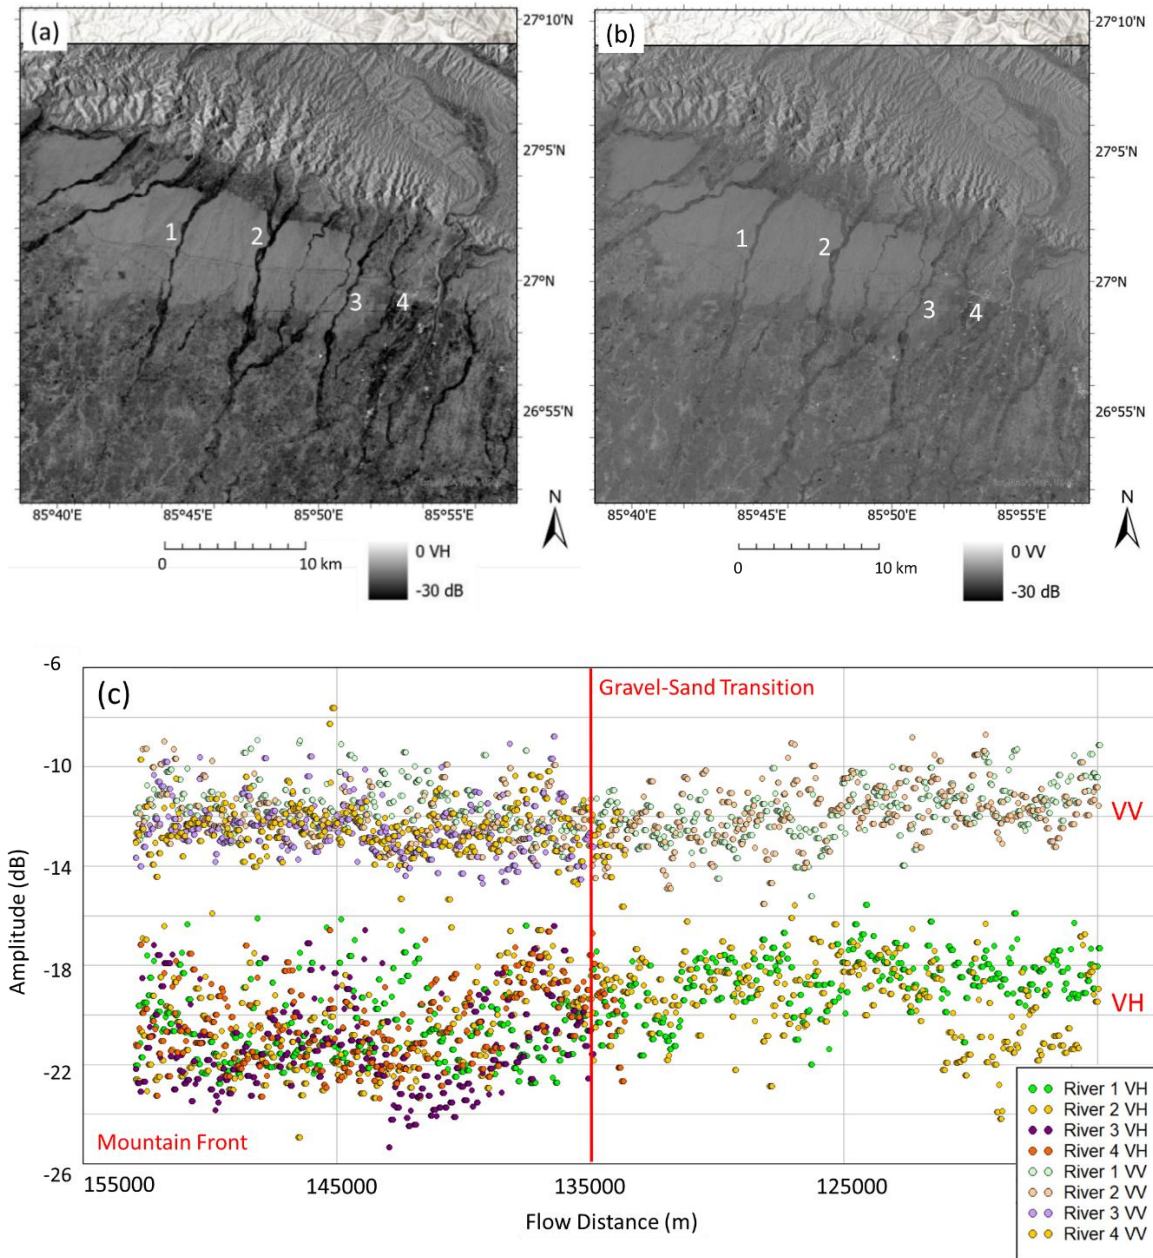 (a)
27°10'N
27°5'N
27°0'N
26°55'N
1
2
3
4
85°40'E 85°45'E 85°50'E 85°55'E
N
0 10 km
0 VH
-30 dB
(b)
27°10'N
27°5'N
27°0'N
26°55'N
1
2
3
4
85°40'E 85°45'E 85°50'E 85°55'E
N
0 10 km
0 VV
-30 dB
(c)
Gravel-Sand Transition
-6
-10
-14
-18
-22
-26
Amplitude (dB)
VV
VH
Mountain Front
155000 145000 135000 125000
Flow Distance (m)
River 1 VH
River 2 VH
River 3 VH
River 4 VH
River 1 VV
River 2 VV
River 3 VV
River 4 VV